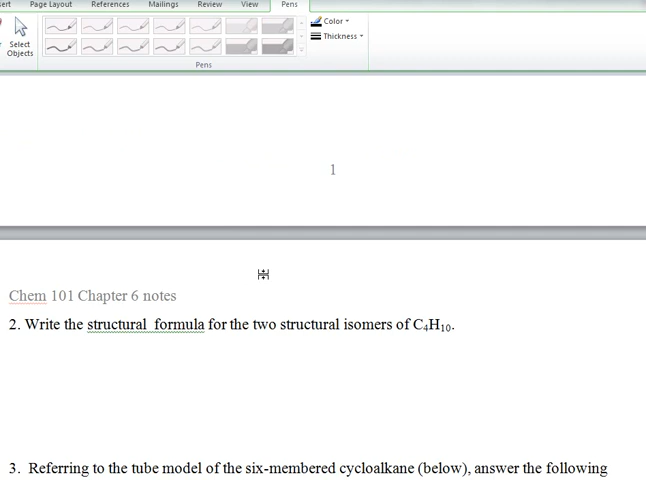 sert Page Layout References Mailings Review View Pens
Color
Select
Objects
Thickness
Pens
1
Chem 101 Chapter 6 notes
2. Write the structural formula for the two structural isomers of C₄H₁₀.
3. Referring to the tube model of the six-membered cycloalkane (below), answer the following